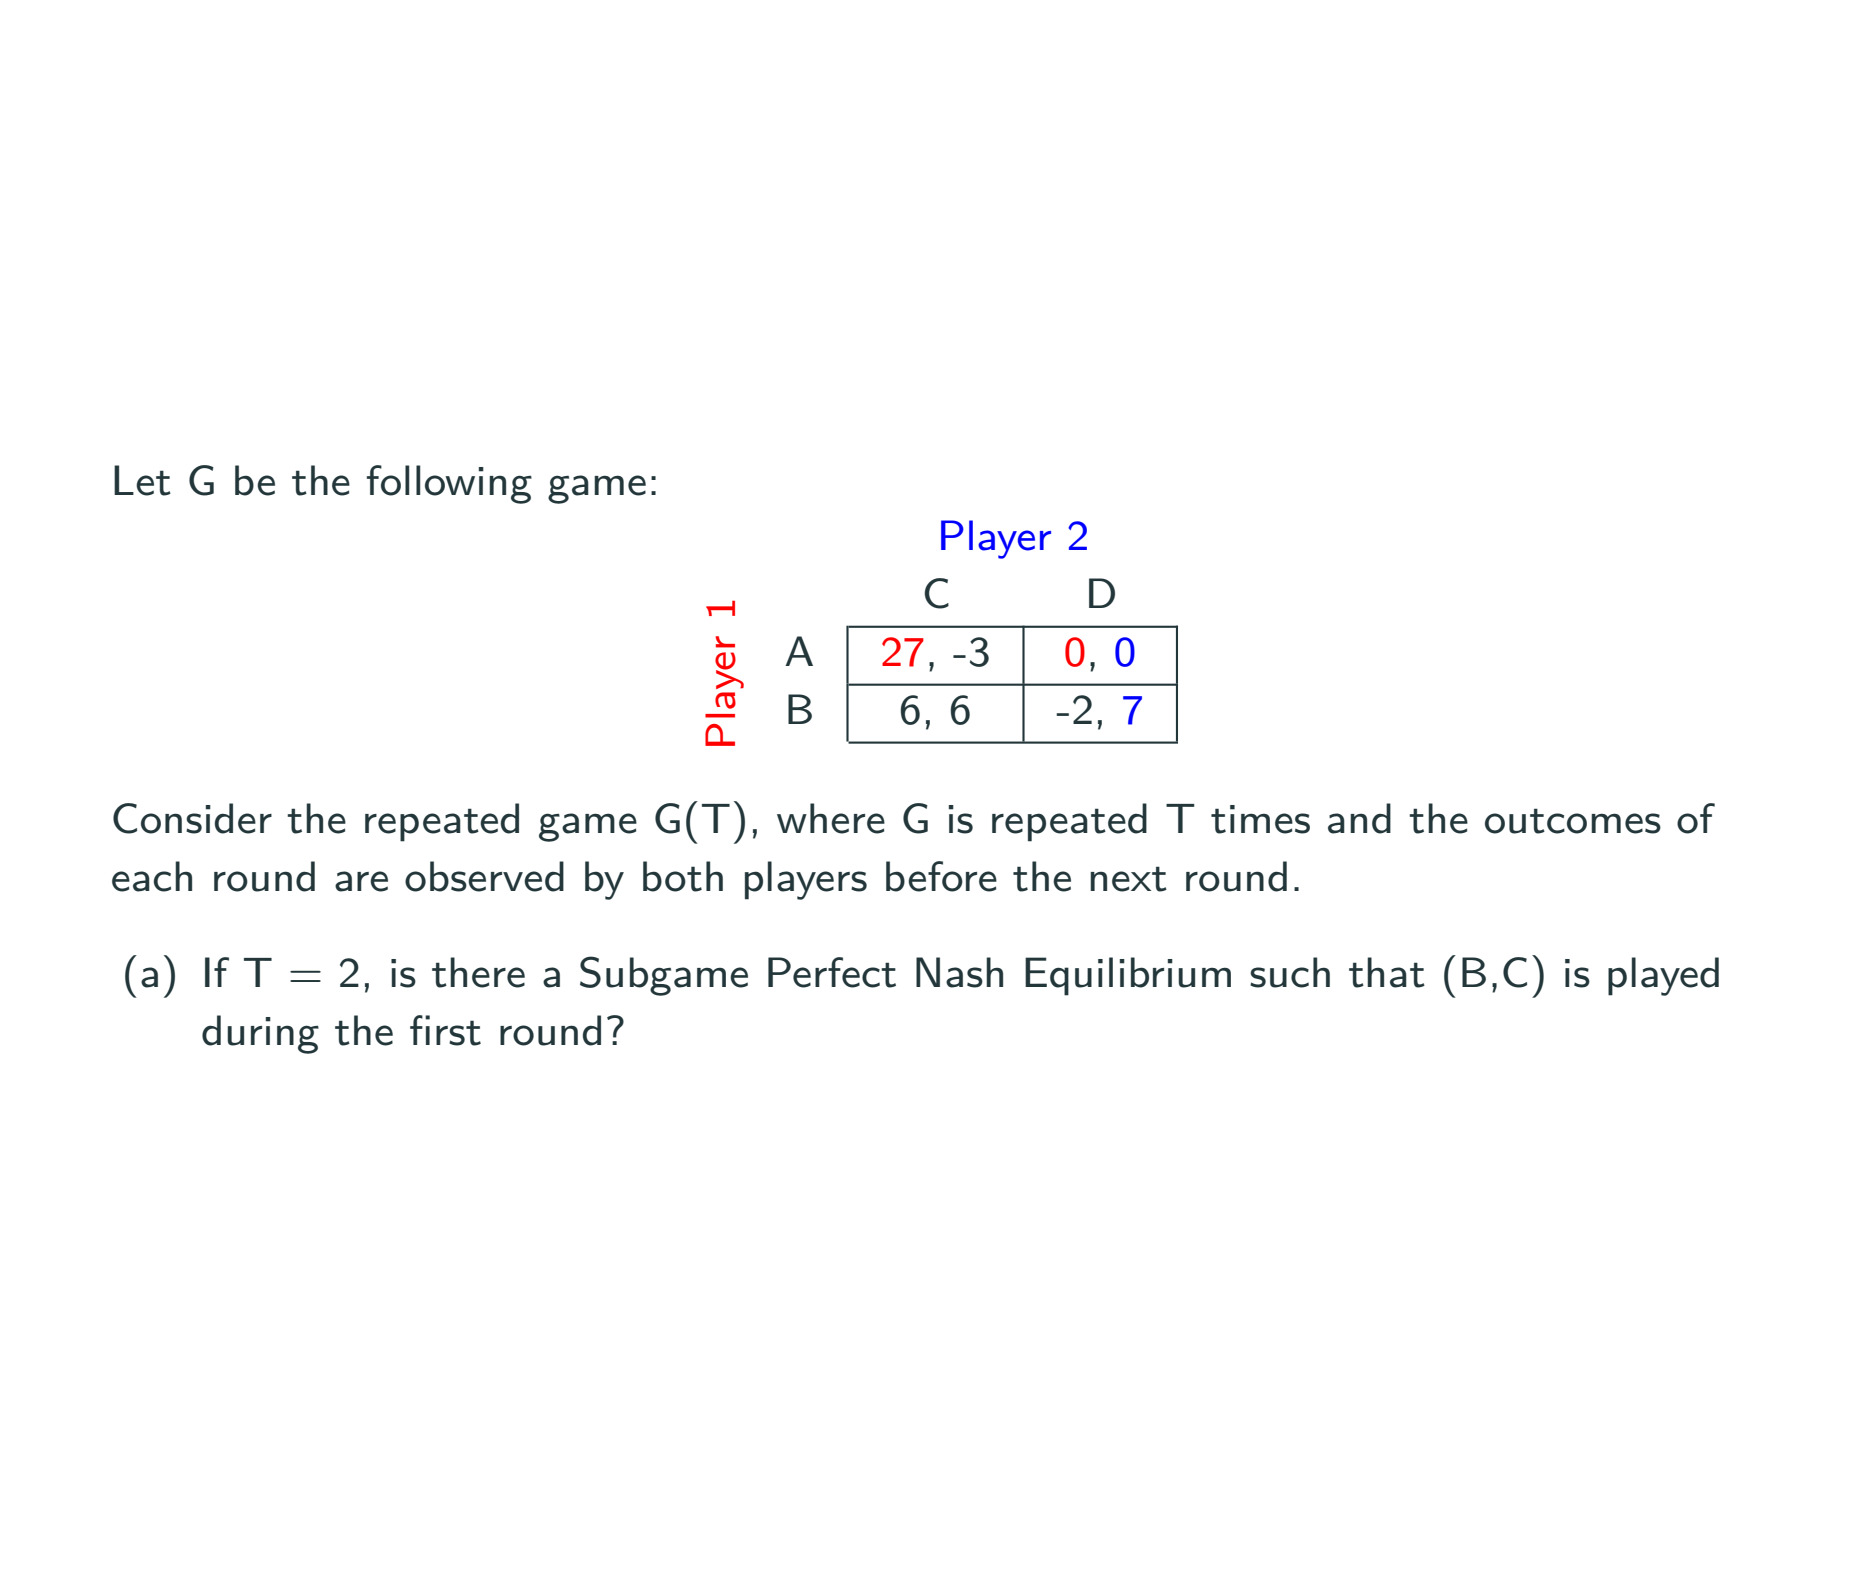 Let G be the following game:
Player 2
C D
Player 1
A 27, -3 0, 0
B 6, 6 -2, 7
Consider the repeated game G(T), where G is repeated T times and the outcomes of
each round are observed by both players before the next round.
(a) If T = 2, is there a Subgame Perfect Nash Equilibrium such that (B,C) is played
during the first round?